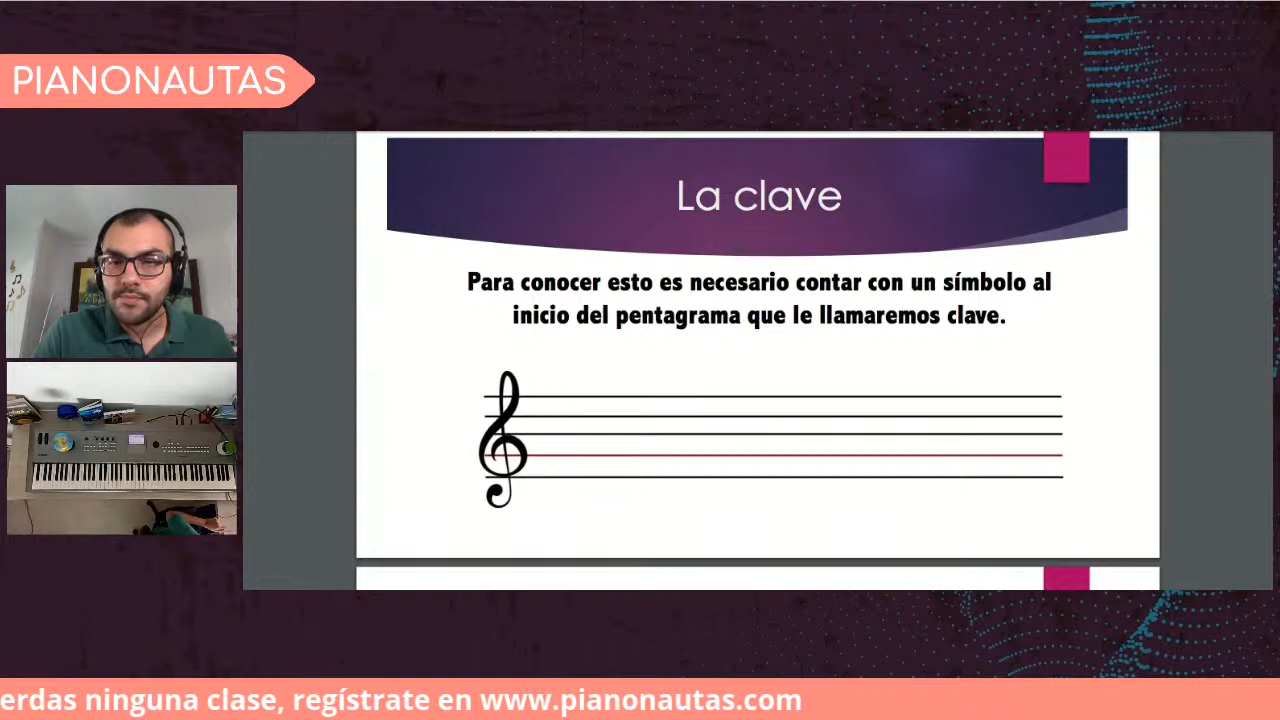 PIANONAUTAS
La clave
Para conocer esto es necesario contar con un símbolo al
inicio del pentagrama que le llamaremos clave.
erdas ninguna clase, regístrate en www.pianonautas.com